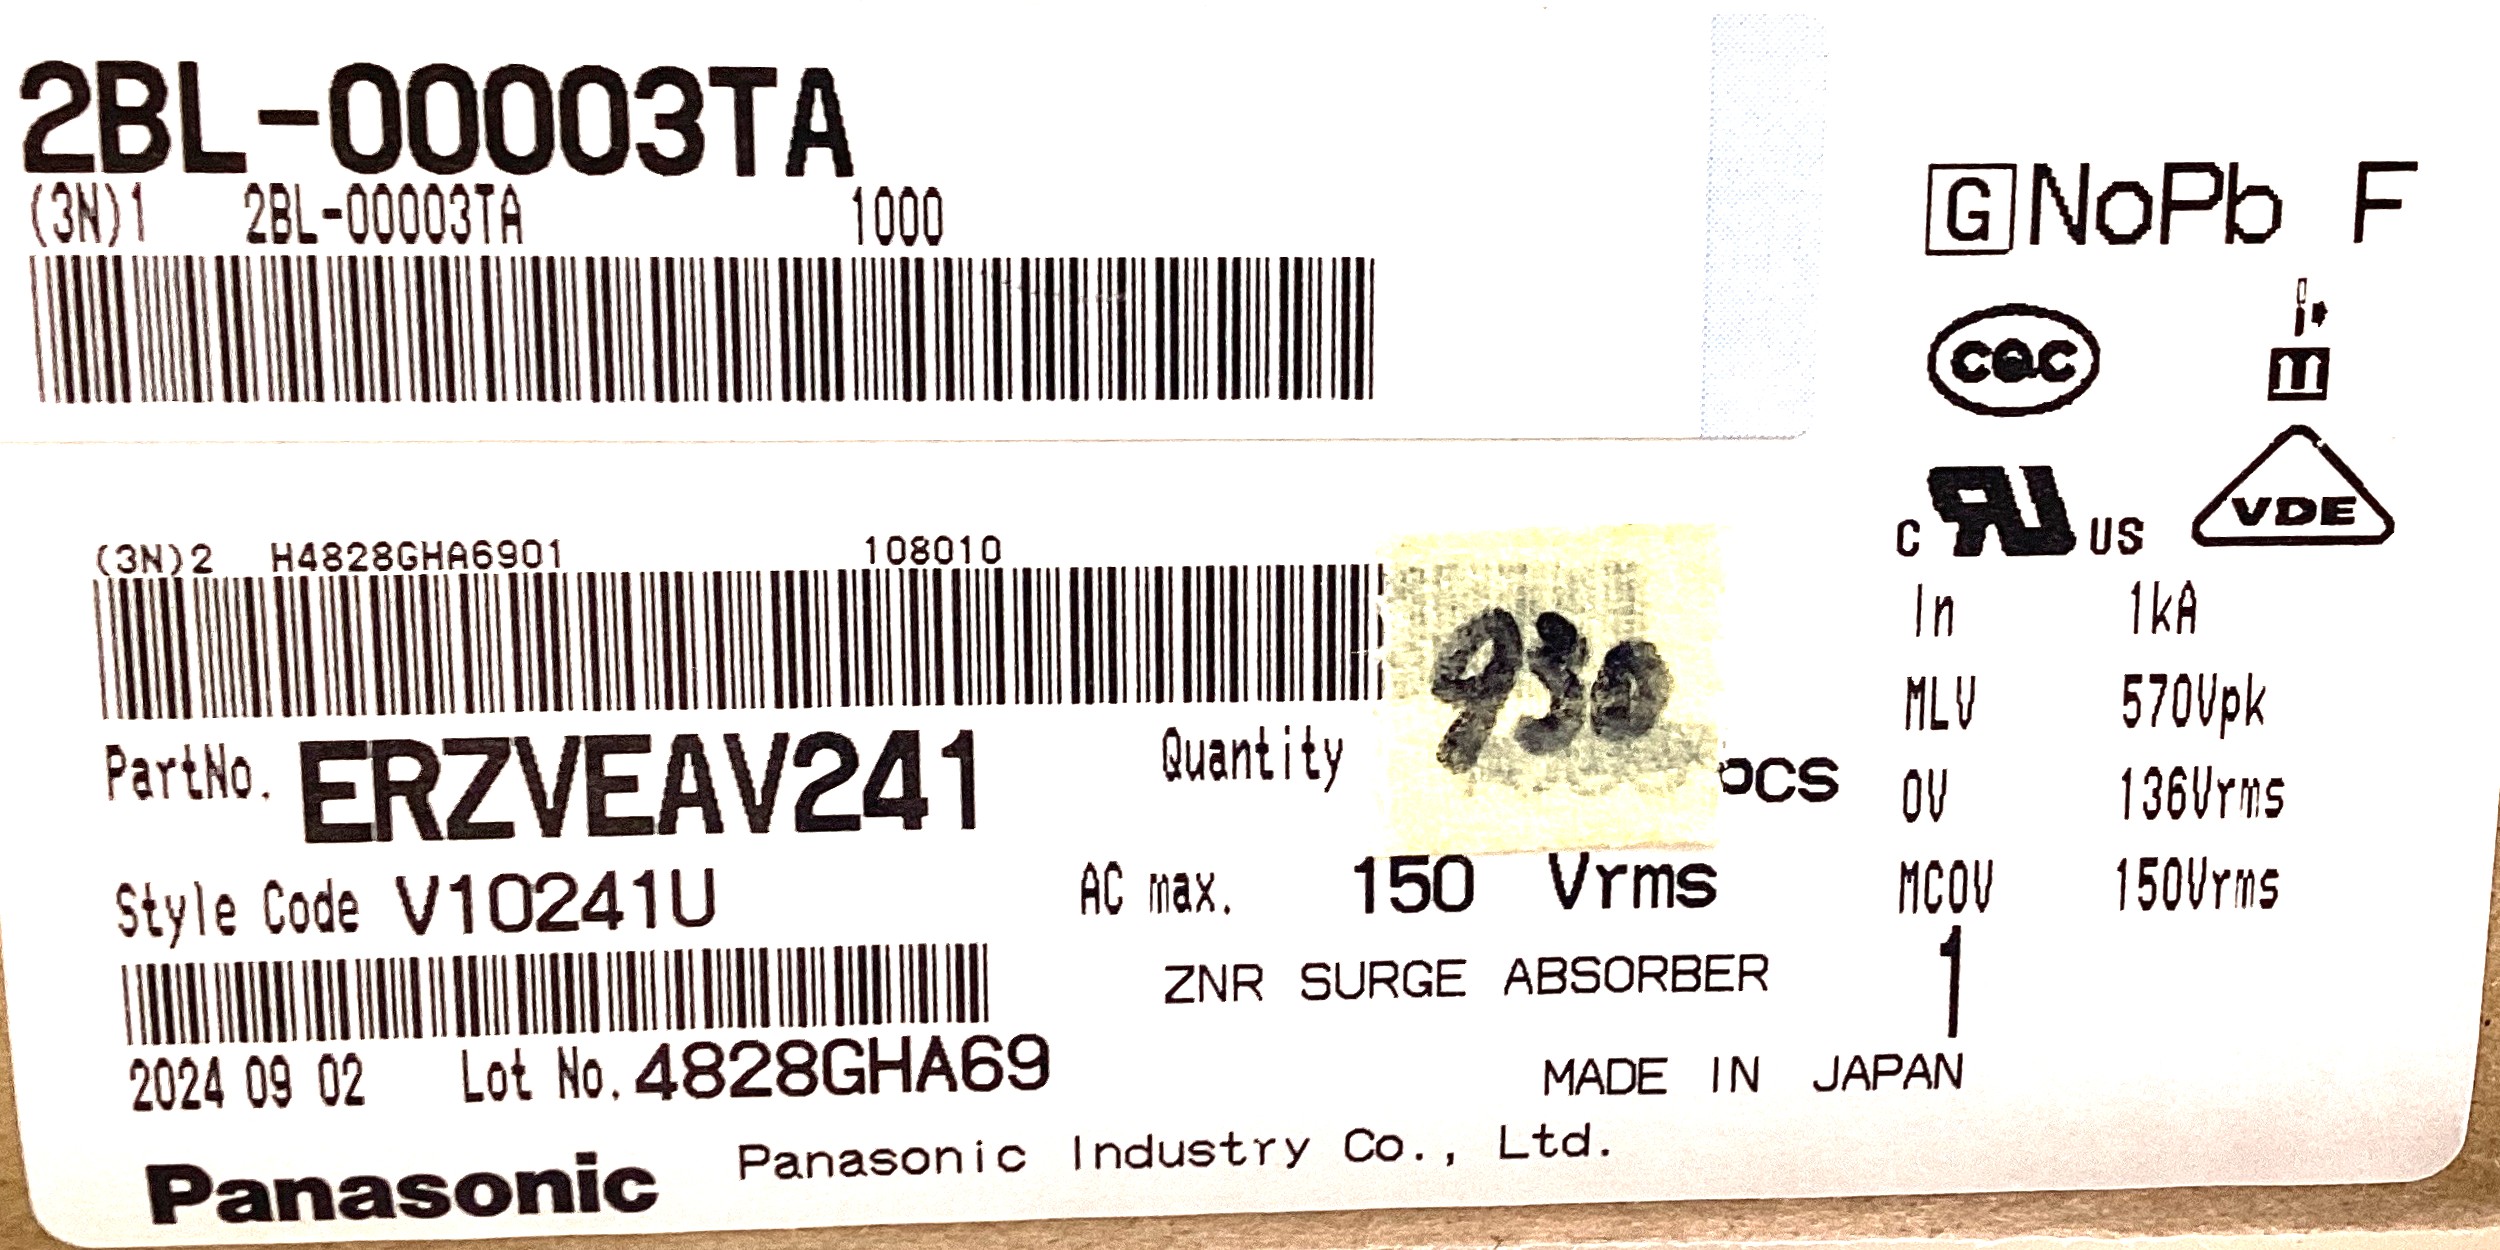 2BL-00003TA
(3N)1 2BL-00003TA 1000
G NoPb F
CQC
c RU US
VDE
(3N)2 H4828GHA6901 108010
930
In 1kA
MLV 570Vpk
OV 136Vrms
MCOV 150Vrms
PartNo. ERZVEAV241 Quantity pcs
Style Code V10241U AC max. 150 Vrms
ZNR SURGE ABSORBER 1
2024 09 02 Lot No. 4828GHA69
MADE IN JAPAN
Panasonic Panasonic Industry Co., Ltd.